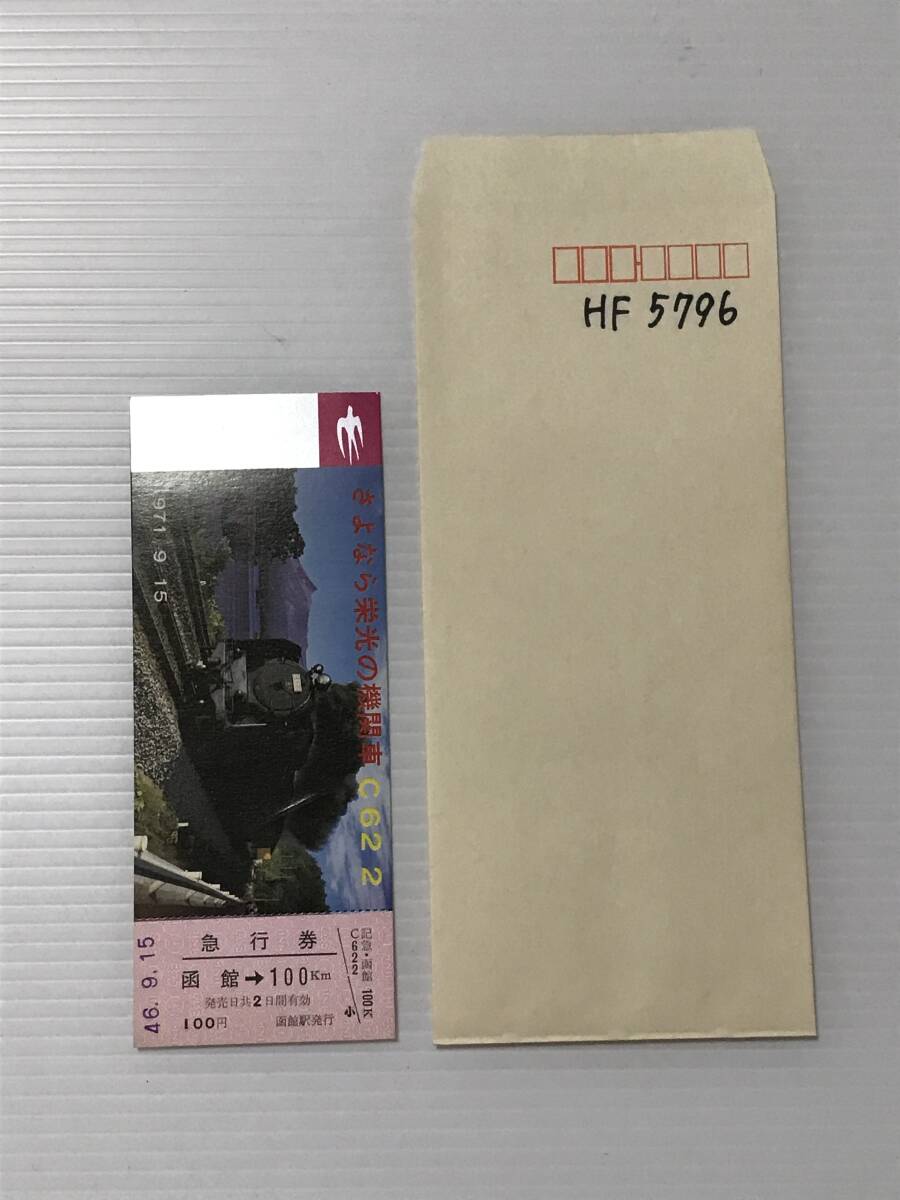 HF 5796
さよなら栄光の機関車 C62 2
1971.9.15
急行券
函館→100Km
発売日共2日間有効
100円 函館駅発行
46.9.15
記急・函館 100K
C622 小